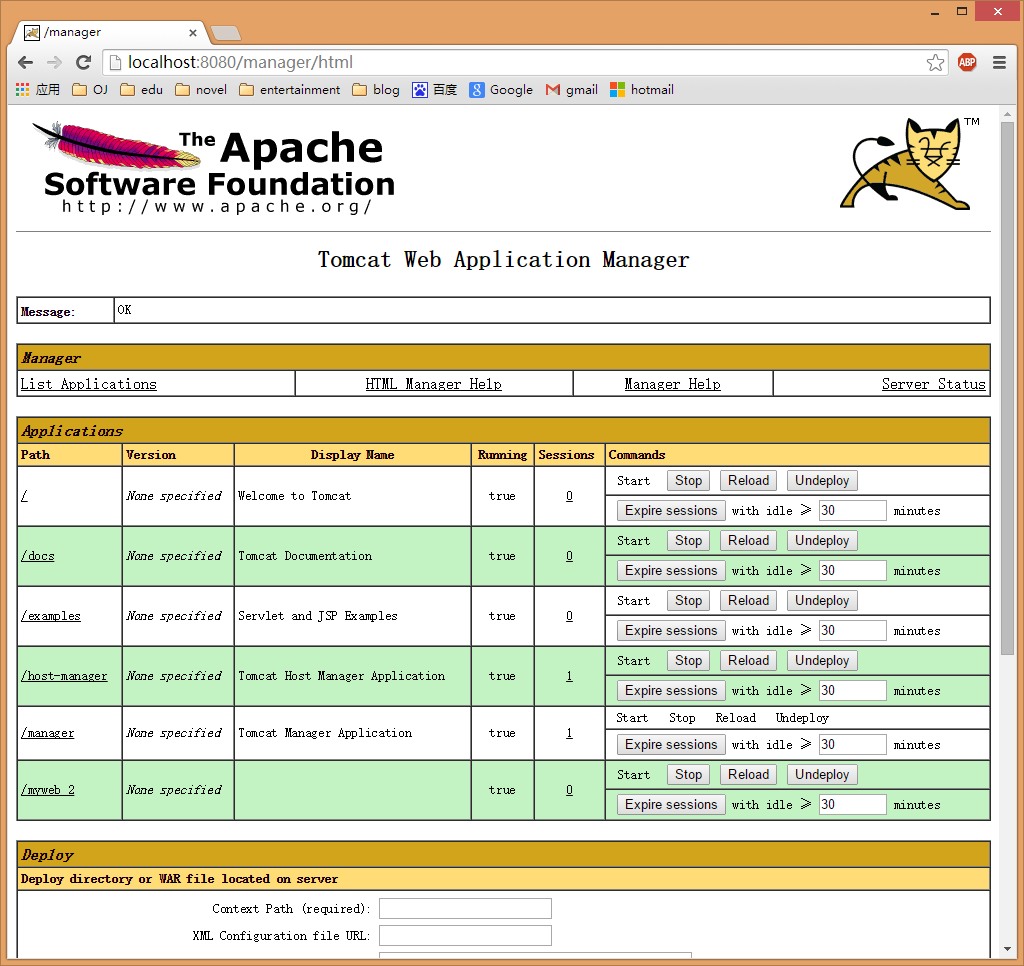 /manager
localhost:8080/manager/html
ABP
应用 OJ edu novel entertainment blog 百度 Google gmail hotmail
The Apache
Software Foundation
http://www.apache.org/
TM
Tomcat Web Application Manager
Message: OK
Manager
List Applications HTML Manager Help Manager Help Server Status
Applications
Path Version Display Name Running Sessions Commands
/ None specified Welcome to Tomcat true 0 Start Stop Reload Undeploy
Expire sessions with idle ≥ 30 minutes
/docs None specified Tomcat Documentation true 0 Start Stop Reload Undeploy
Expire sessions with idle ≥ 30 minutes
/examples None specified Servlet and JSP Examples true 0 Start Stop Reload Undeploy
Expire sessions with idle ≥ 30 minutes
/host-manager None specified Tomcat Host Manager Application true 1 Start Stop Reload Undeploy
Expire sessions with idle ≥ 30 minutes
/manager None specified Tomcat Manager Application true 1 Start Stop Reload Undeploy
Expire sessions with idle ≥ 30 minutes
/myweb_2 None specified true 0 Start Stop Reload Undeploy
Expire sessions with idle ≥ 30 minutes
Deploy
Deploy directory or WAR file located on server
Context Path (required):
XML Configuration file URL: